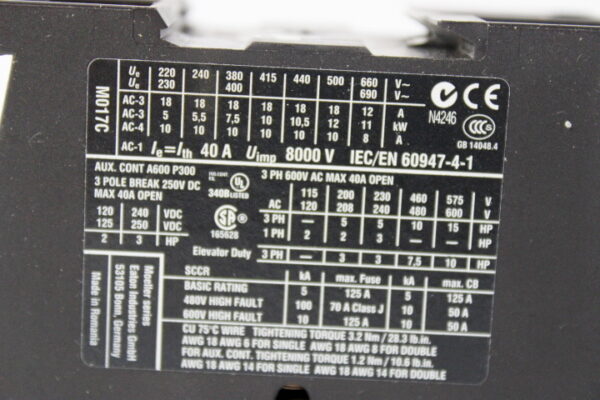 M017C
Ue 220 240 380 415 440 500 660 V~
Ue 230 400 690 V~
AC-3 18 18 18 18 18 18 12 A
AC-3 5 5,5 7,5 10 10,5 12 11 kW
AC-4 10 10 10 10 10 10 8 A
AC-1 Ie=Ith 40 A Uimp 8000 V IEC/EN 60947-4-1
N4246
GB 14048.4
AUX. CONT A600 P300
3 POLE BREAK 250V DC
MAX 40A OPEN
120 240 VDC
125 250 VDC
2 3 HP
340B LISTED
165628
Elevator Duty
3 PH 600V AC MAX 40A OPEN
AC 115 200 230 460 575 V
120 208 240 480 600 V
3 PH — 5 5 10 15 HP
1 PH 2 2 3 — — HP
3 PH — 3 3 7,5 10 HP
SCCR kA max. Fuse kA max. CB
BASIC RATING 5 125 A 5 125 A
480V HIGH FAULT 100 70 A Class J 10 50 A
600V HIGH FAULT 10 125 A 10 50 A
CU 75°C WIRE TIGHTENING TORQUE 3.2 Nm / 28.3 lb.in.
AWG 18 AWG 6 FOR SINGLE AWG 18 AWG 8 FOR DOUBLE
FOR AUX. CONT. TIGHTENING TORQUE 1.2 Nm / 10.6 lb.in.
AWG 18 AWG 14 FOR SINGLE AWG 18 AWG 14 FOR DOUBLE
Moeller series
Eaton Industries GmbH
53105 Bonn, Germany
Made in Romania